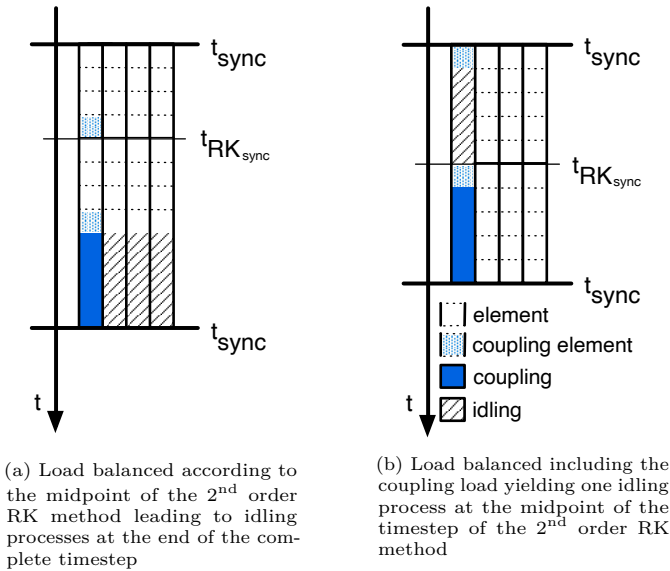 t_sync
t_RK_sync
t_sync
t
t_sync
t_RK_sync
t_sync
element
coupling element
coupling
idling
t
(a) Load balanced according to
the midpoint of the 2nd order
RK method leading to idling
processes at the end of the com-
plete timestep
(b) Load balanced including the
coupling load yielding one idling
process at the midpoint of the
timestep of the 2nd order RK
method